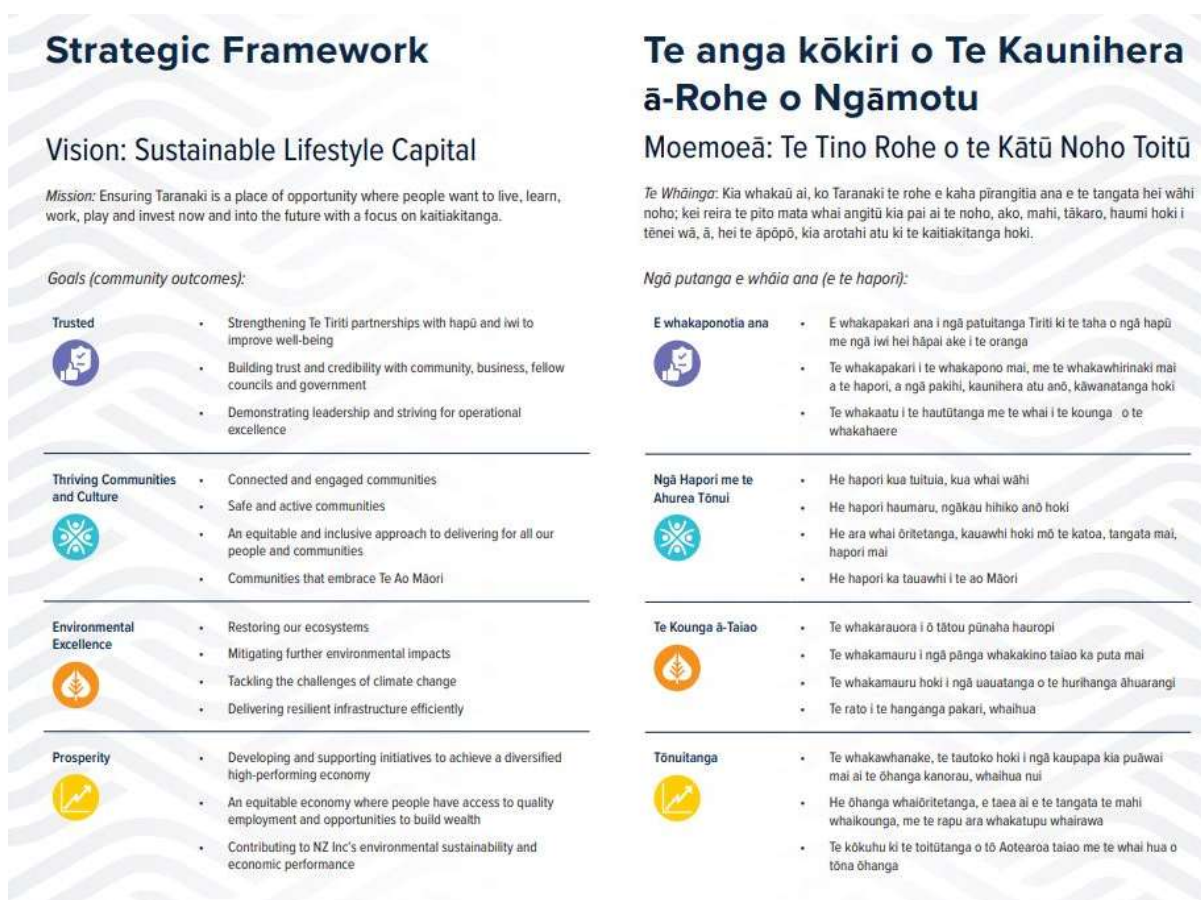 Strategic Framework
Vision: Sustainable Lifestyle Capital
Mission: Ensuring Taranaki is a place of opportunity where people want to live, learn,
work, play and invest now and into the future with a focus on kaitiakitanga.
Goals (community outcomes):
Trusted
• Strengthening Te Tiriti partnerships with hapū and iwi to
improve well-being
• Building trust and credibility with community, business, fellow
councils and government
• Demonstrating leadership and striving for operational
excellence
Thriving Communities
and Culture
• Connected and engaged communities
• Safe and active communities
• An equitable and inclusive approach to delivering for all our
people and communities
• Communities that embrace Te Ao Māori
Environmental
Excellence
• Restoring our ecosystems
• Mitigating further environmental impacts
• Tackling the challenges of climate change
• Delivering resilient infrastructure efficiently
Prosperity
• Developing and supporting initiatives to achieve a diversified
high-performing economy
• An equitable economy where people have access to quality
employment and opportunities to build wealth
• Contributing to NZ Inc's environmental sustainability and
economic performance
Te anga kōkiri o Te Kaunihera
ā-Rohe o Ngāmotu
Moemoeā: Te Tino Rohe o te Kātū Noho Toitū
Te Whāinga: Kia whakaū ai, ko Taranaki te rohe e kaha pīrangitia ana e te tangata hei wāhi
noho; kei reira te pito mata whai angitū kia pai ai te noho, ako, mahi, tākaro, haumi hoki i
tēnei wā, ā, hei te āpōpō, kia arotahi atu ki te kaitiakitanga hoki.
Ngā putanga e whāia ana (e te hapori):
E whakaponotia ana
• E whakapakari ana i ngā patuitanga Tiriti ki te taha o ngā hapū
me ngā iwi hei hāpai ake i te oranga
• Te whakapakari i te whakapono mai, me te whakawhirinaki mai
a te hapori, a ngā pakihi, kaunihera atu anō, kāwanatanga hoki
• Te whakaatu i te hautūtanga me te whai i te kounga o te
whakahaere
Ngā Hapori me te
Ahurea Tōnui
• He hapori kua tuituia, kua whai wāhi
• He hapori haumaru, ngākau hihiko anō hoki
• He ara whai ōritetanga, kauawhi hoki mō te katoa, tangata mai,
hapori mai
• He hapori ka tauawhi i te ao Māori
Te Kounga ā-Taiao
• Te whakarauora i ō tātou pūnaha hauropi
• Te whakamauru i ngā pānga whakakino taiao ka puta mai
• Te whakamauru hoki i ngā uauatanga o te hurihanga āhuarangi
• Te rato i te hanganga pakari, whaihua
Tōnuitanga
• Te whakawhanake, te tautoko hoki i ngā kaupapa kia puāwai
mai ai te ōhanga kanorau, whaihua nui
• He ōhanga whaiōritetanga, e taea ai e te tangata te mahi
whaikounga, me te rapu ara whakatupu whairawa
• Te kōkuhu ki te toitūtanga o tō Aotearoa taiao me te whai hua o
tōna ōhanga